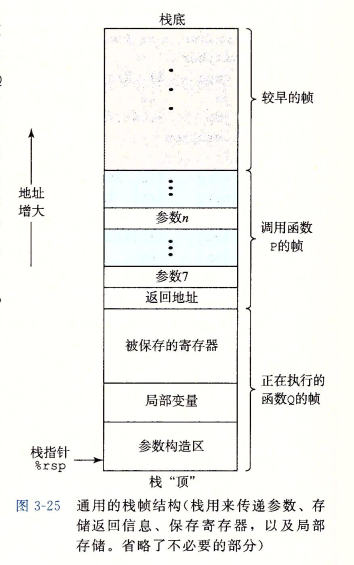 栈底
较早的帧
地址
增大
参数n
调用函数
P的帧
参数7
返回地址
被保存的寄存器
正在执行的
函数Q的帧
局部变量
参数构造区
栈指针
%rsp
栈“顶”
图 3-25 通用的栈帧结构(栈用来传递参数、存
储返回信息、保存寄存器，以及局部
存储。省略了不必要的部分)